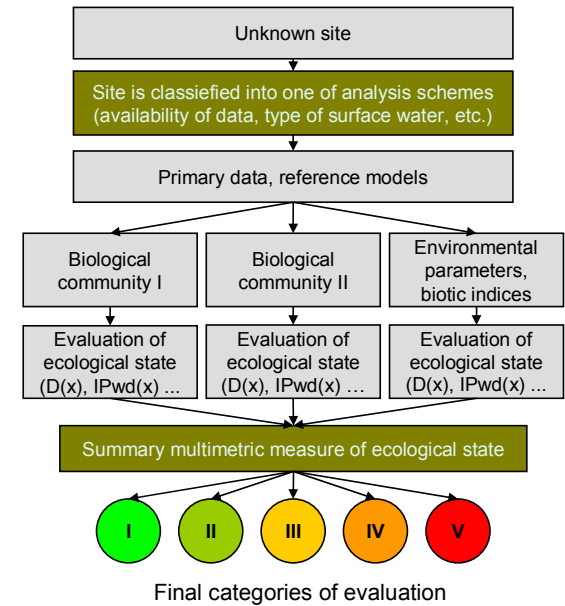 Unknown site
Site is classiefied into one of analysis schemes
(availability of data, type of surface water, etc.)
Primary data, reference models
Biological
community I
Biological
community II
Environmental
parameters,
biotic indices
Evaluation of
ecological state
(D(x), IPwd(x) ...
Evaluation of
ecological state
(D(x), IPwd(x) …
Evaluation of
ecological state
(D(x), IPwd(x) ...
Summary multimetric measure of ecological state
I
II
III
IV
V
Final categories of evaluation